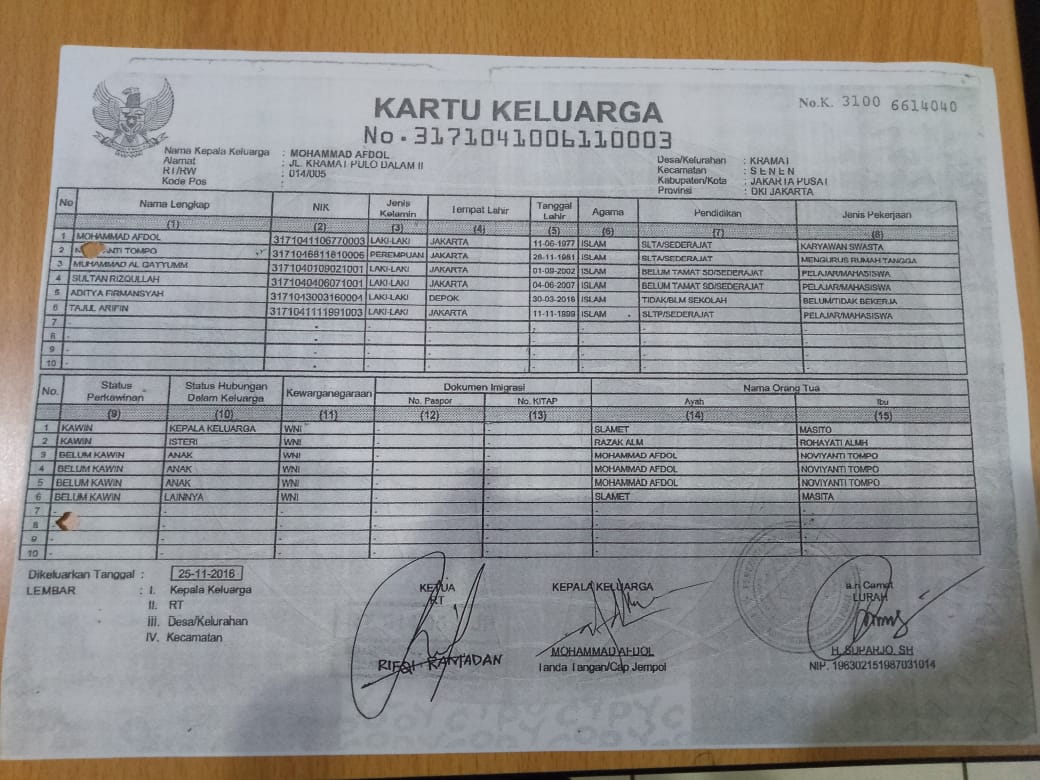 KARTU KELUARGA
No.K. 3100 6614040
No.3171041006110003
Nama Kepala Keluarga : MOHAMMAD AFDOL
Alamat : JL. KRAMAT PULO DALAM II
RT/RW : 014/005
Kode Pos :
Desa/Kelurahan : KRAMAT
Kecamatan : SENEN
Kabupaten/Kota : JAKARTA PUSAT
Provinsi : DKI JAKARTA
No Nama Lengkap NIK Jenis Kelamin Tempat Lahir Tanggal Lahir Agama Pendidikan Jenis Pekerjaan
(1) (2) (3) (4) (5) (6) (7) (8)
1 MOHAMMAD AFDOL 3171041106770003 LAKI-LAKI JAKARTA 11-06-1977 ISLAM SLTA/SEDERAJAT KARYAWAN SWASTA
2 TOMPO 3171046811810006 PEREMPUAN JAKARTA 28-11-1981 ISLAM SLTA/SEDERAJAT MENGURUS RUMAH TANGGA
3 MUHAMMAD AL QAYYUMM 3171040109021001 LAKI-LAKI JAKARTA 01-09-2002 ISLAM BELUM TAMAT SD/SEDERAJAT PELAJAR/MAHASISWA
4 SULTAN RIZQULLAH 3171040406071001 LAKI-LAKI JAKARTA 04-06-2007 ISLAM BELUM TAMAT SD/SEDERAJAT PELAJAR/MAHASISWA
5 ADITYA FIRMANSYAH 3171043003160004 LAKI-LAKI DEPOK 30-03-2016 ISLAM TIDAK/BLM SEKOLAH BELUM/TIDAK BEKERJA
6 TAJUL ARIFIN 3171041111991003 LAKI-LAKI JAKARTA 11-11-1999 ISLAM SLTP/SEDERAJAT PELAJAR/MAHASISWA
7 - - - - - - - -
8 - - - - - - - -
9 - - - - - - - -
10 - - - - - - - -
No. Status Perkawinan Status Hubungan Dalam Keluarga Kewarganegaraan Dokumen Imigrasi Nama Orang Tua
No. Paspor No. KITAP Ayah Ibu
(9) (10) (11) (12) (13) (14) (15)
1 KAWIN KEPALA KELUARGA WNI - - SLAMET MASITO
2 KAWIN ISTERI WNI - - RAZAK ALM ROHAYATI ALMH
3 BELUM KAWIN ANAK WNI - - MOHAMMAD AFDOL NOVIYANTI TOMPO
4 BELUM KAWIN ANAK WNI - - MOHAMMAD AFDOL NOVIYANTI TOMPO
5 BELUM KAWIN ANAK WNI - - MOHAMMAD AFDOL NOVIYANTI TOMPO
6 BELUM KAWIN LAINNYA WNI - - SLAMET MASITA
7 - - - - - - -
8 - - - - - - -
9 - - - - - - -
10 - - - - - - -
Dikeluarkan Tanggal : 25-11-2016
LEMBAR : I. Kepala Keluarga
II. RT
III. Desa/Kelurahan
IV. Kecamatan
KETUA
RT
RIFQI RAMADAN
KEPALA KELUARGA
MOHAMMAD AFDOL
Tanda Tangan/Cap Jempol
a.n Camat
LURAH
H. SUPARJO, SH
NIP. 196302151987031014